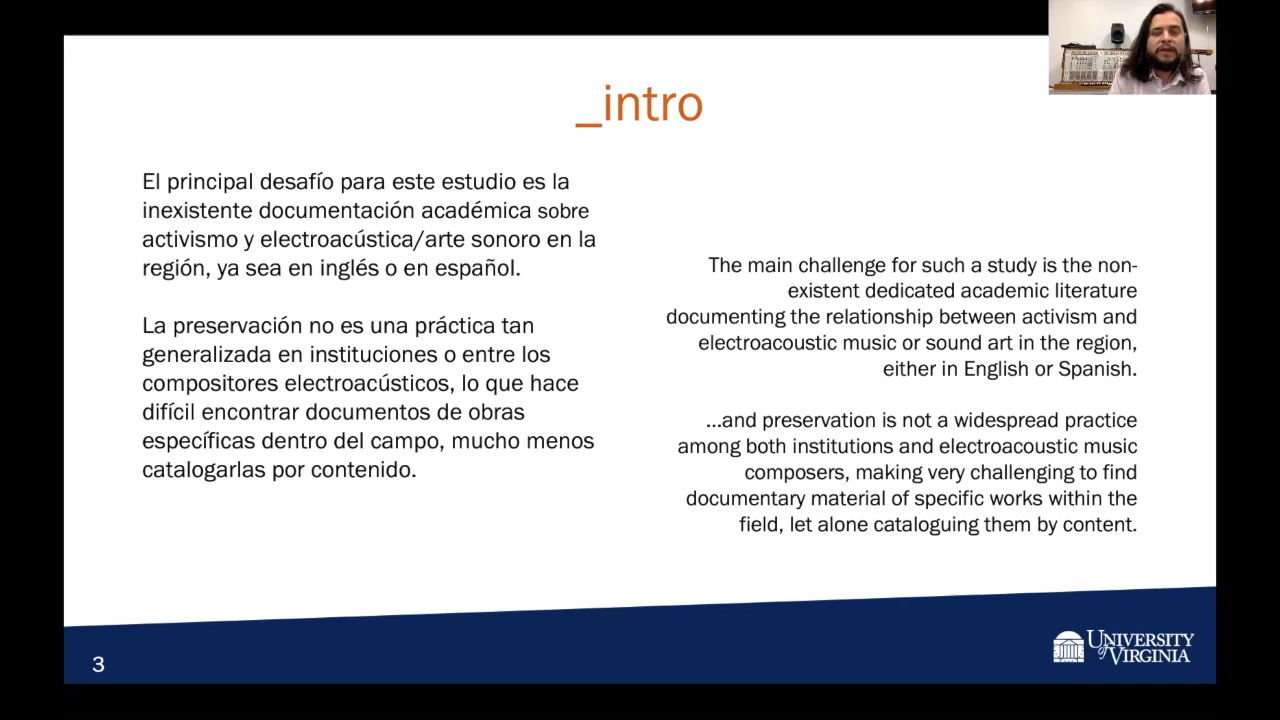 _intro
El principal desafío para este estudio es la
inexistente documentación académica sobre
activismo y electroacústica/arte sonoro en la
región, ya sea en inglés o en español.
La preservación no es una práctica tan
generalizada en instituciones o entre los
compositores electroacústicos, lo que hace
difícil encontrar documentos de obras
específicas dentro del campo, mucho menos
catalogarlas por contenido.
The main challenge for such a study is the non-
existent dedicated academic literature
documenting the relationship between activism and
electroacoustic music or sound art in the region,
either in English or Spanish.
...and preservation is not a widespread practice
among both institutions and electroacoustic music
composers, making very challenging to find
documentary material of specific works within the
field, let alone cataloguing them by content.
3
UNIVERSITY
of VIRGINIA